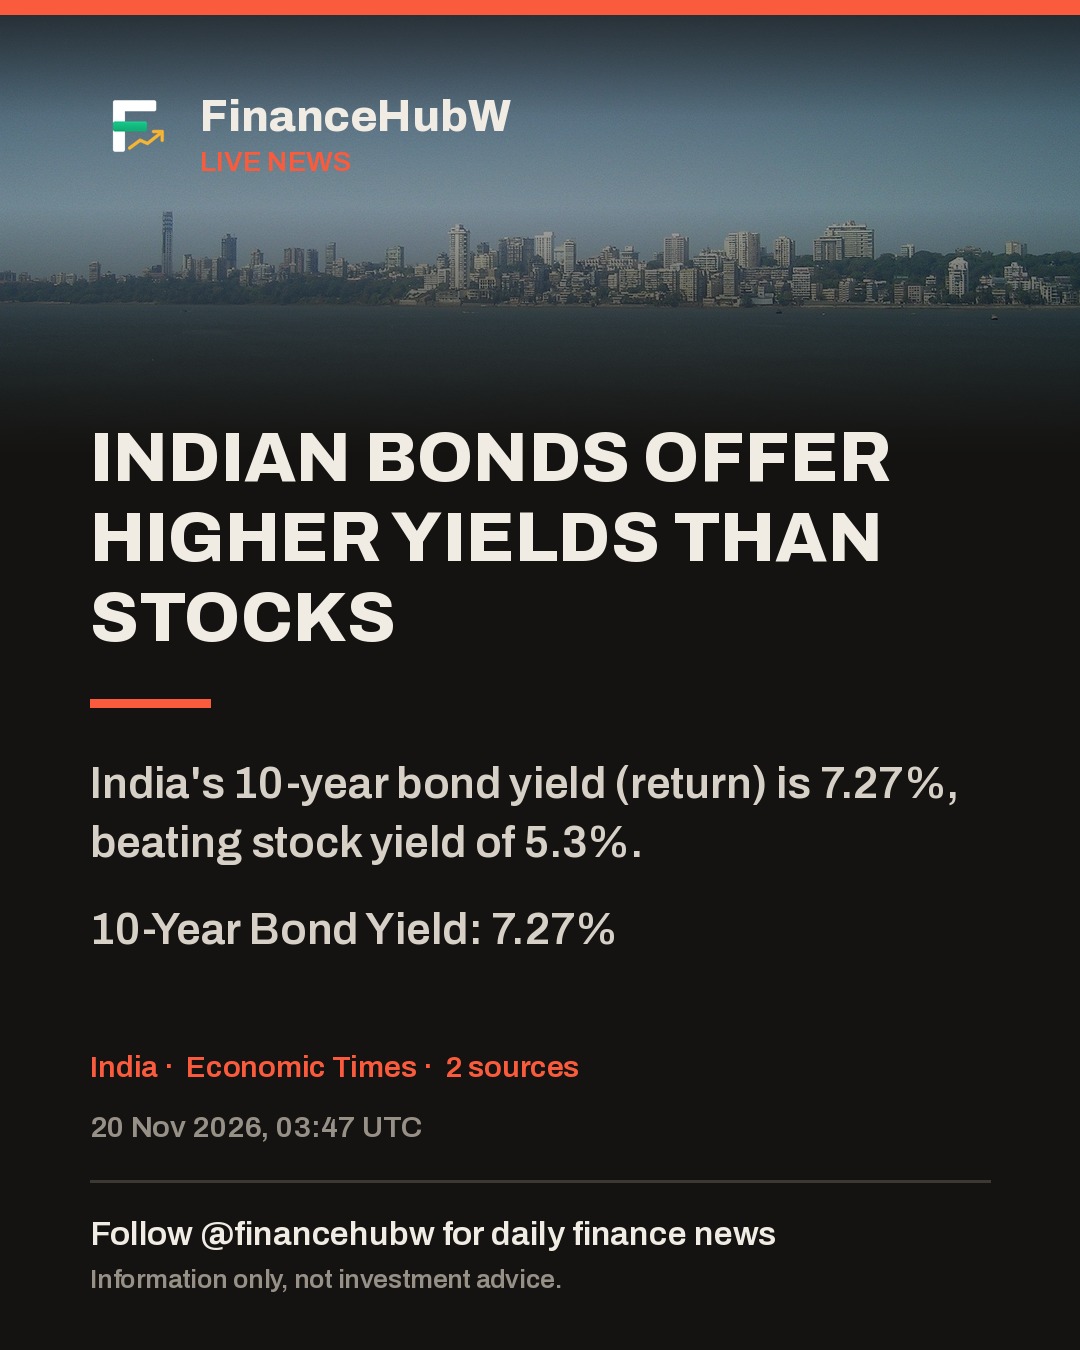 FinanceHubW
LIVE NEWS
INDIAN BONDS OFFER
HIGHER YIELDS THAN
STOCKS
India's 10-year bond yield (return) is 7.27%,
beating stock yield of 5.3%.
10-Year Bond Yield: 7.27%
India · Economic Times · 2 sources
20 Nov 2026, 03:47 UTC
Follow @financehubw for daily finance news
Information only, not investment advice.